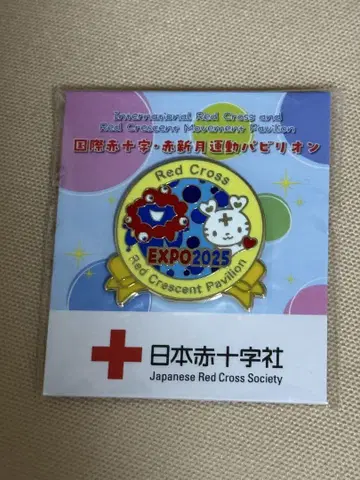 International Red Cross and
Red Crescent Movement Pavilion
国際赤十字・赤新月運動パビリオン
Red Cross
EXPO2025
Red Crescent Pavilion
日本赤十字社
Japanese Red Cross Society